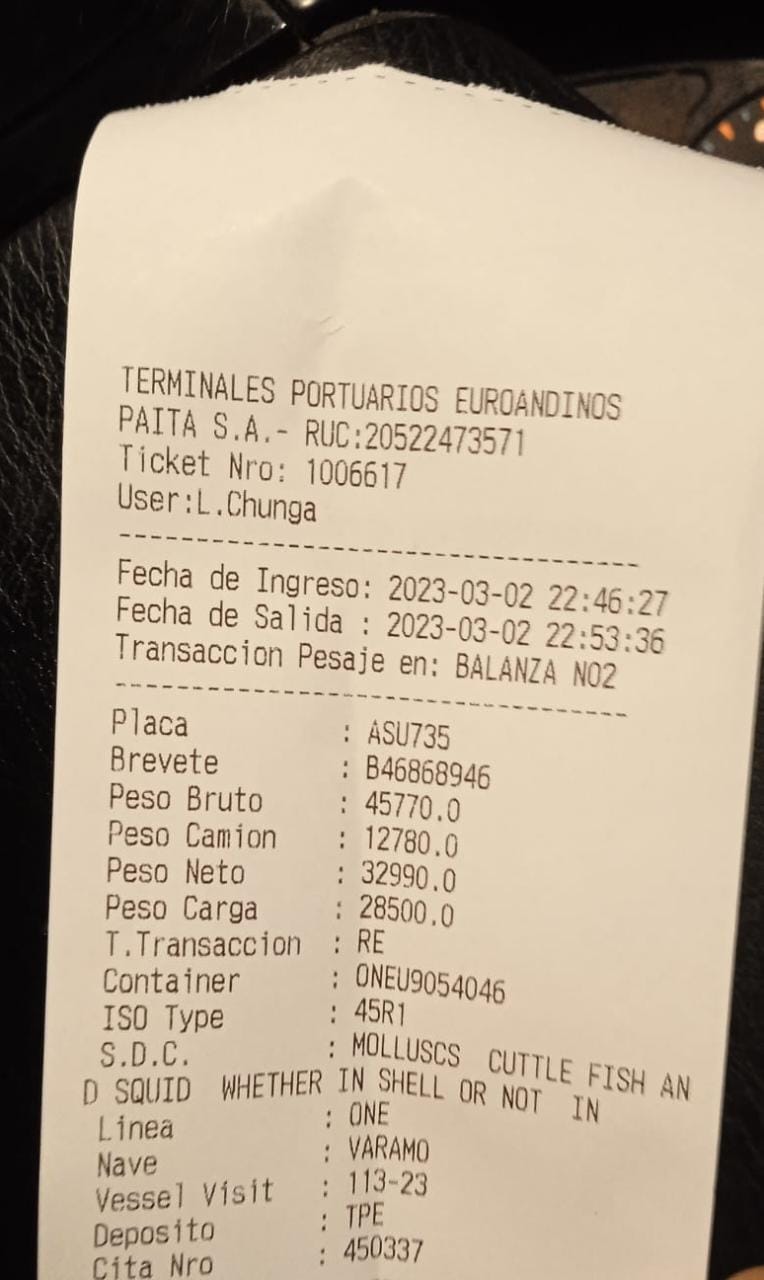 TERMINALES PORTUARIOS EUROANDINOS
PAITA S.A.- RUC:20522473571
Ticket Nro: 1006617
User:L.Chunga
----------------------------------------
Fecha de Ingreso: 2023-03-02 22:46:27
Fecha de Salida : 2023-03-02 22:53:36
Transaccion Pesaje en: BALANZA NO2
----------------------------------------
Placa : ASU735
Brevete : B46868946
Peso Bruto : 45770.0
Peso Camion : 12780.0
Peso Neto : 32990.0
Peso Carga : 28500.0
T.Transaccion : RE
Container : ONEU9054046
ISO Type : 45R1
S.D.C. : MOLLUSCS CUTTLE FISH AN
D SQUID WHETHER IN SHELL OR NOT IN
Linea : ONE
Nave : VARAMO
Vessel Visit : 113-23
Deposito : TPE
Cita Nro : 450337